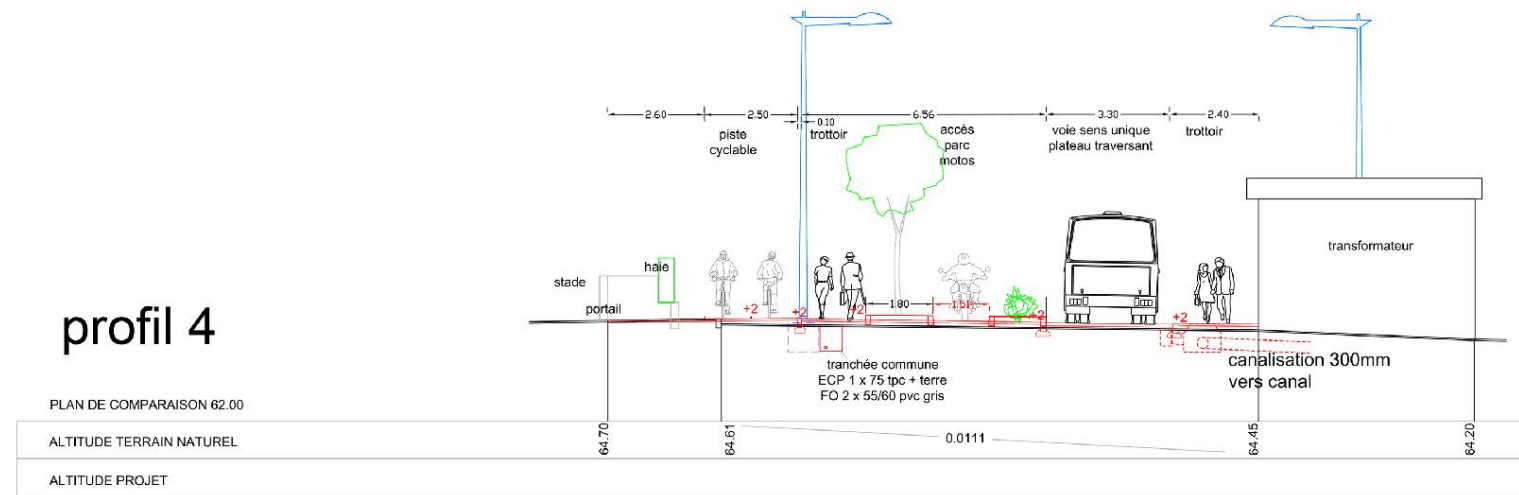 2.60
2.50
6.56
3.30
2.40
0.10
piste
cyclable
trottoir
accès
parc
motos
voie sens unique
plateau traversant
trottoir
transformateur
stade
haie
portail
+2
+2
+2
1.80
1.50
+2
+2
profil 4
tranchée commune
ECP 1 x 75 tpc + terre
FO 2 x 55/60 pvc gris
canalisation 300mm
vers canal
PLAN DE COMPARAISON 62.00
ALTITUDE TERRAIN NATUREL
64.70
64.61
0.0111
64.45
64.20
ALTITUDE PROJET